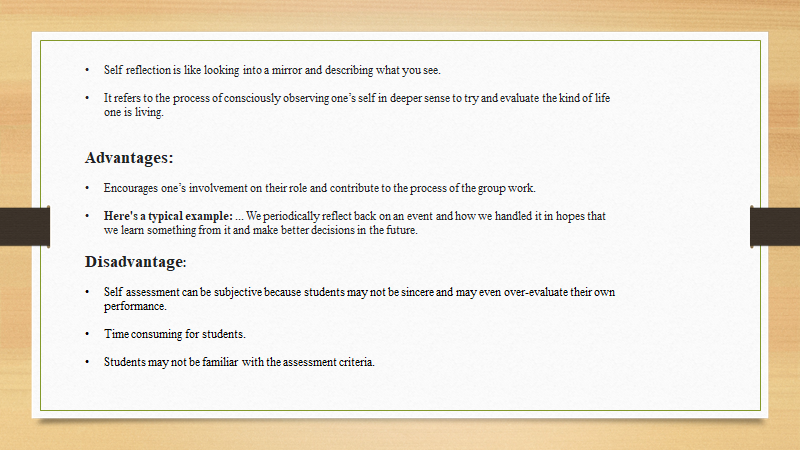 • Self reflection is like looking into a mirror and describing what you see.
• It refers to the process of consciously observing one's self in deeper sense to try and evaluate the kind of life
one is living.
Advantages:
• Encourages one's involvement on their role and contribute to the process of the group work.
• Here's a typical example: ... We periodically reflect back on an event and how we handled it in hopes that
we learn something from it and make better decisions in the future.
Disadvantage:
• Self assessment can be subjective because students may not be sincere and may even over-evaluate their own
performance.
• Time consuming for students.
• Students may not be familiar with the assessment criteria.